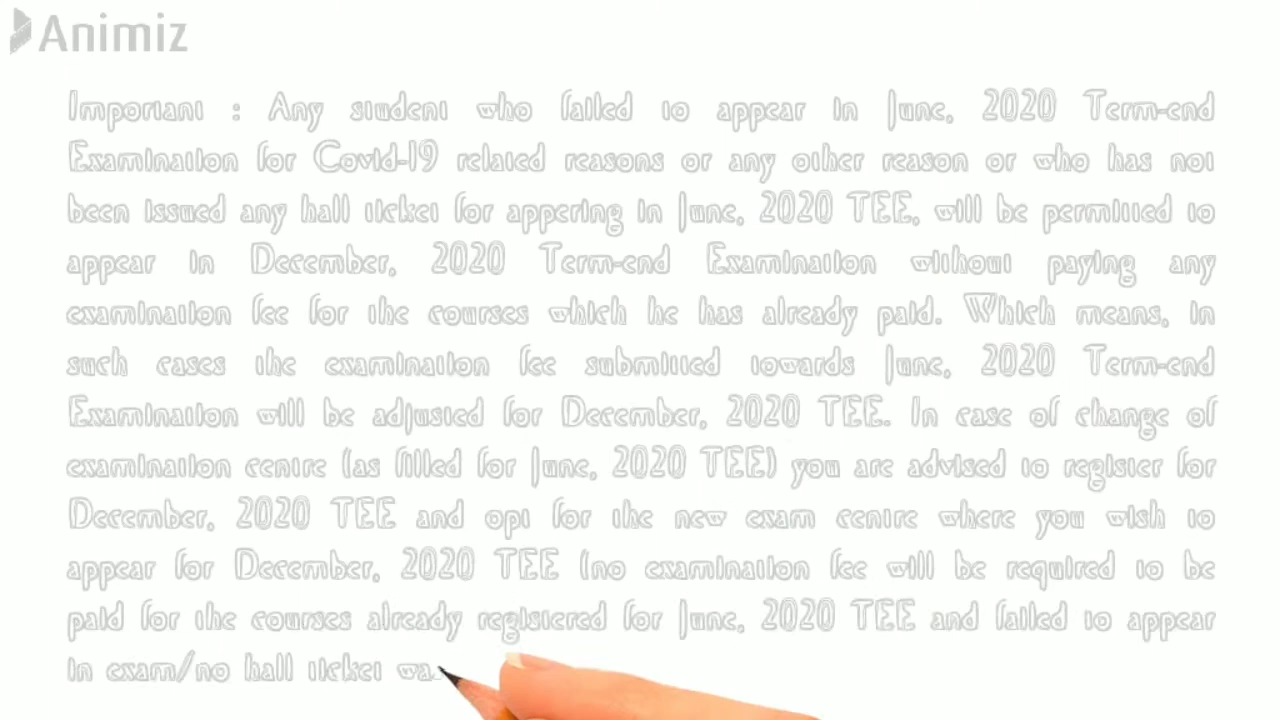 Animiz
Important : Any student who failed to appear in June, 2020 Term-end
Examination for Covid-19 related reasons or any other reason or who has not
been issued any hall ticket for appering in June, 2020 TEE, will be permitted to
appear in December, 2020 Term-end Examination without paying any
examination fee for the courses which he has already paid. Which means, in
such cases the examination fee submitted towards June, 2020 Term-end
Examination will be adjusted for December, 2020 TEE. In case of change of
examination centre (as filled for June, 2020 TEE) you are advised to register for
December, 2020 TEE and opt for the new exam centre where you wish to
appear for December, 2020 TEE (no examination fee will be required to be
paid for the courses already registered for June, 2020 TEE and failed to appear
in exam/no hall ticket wa